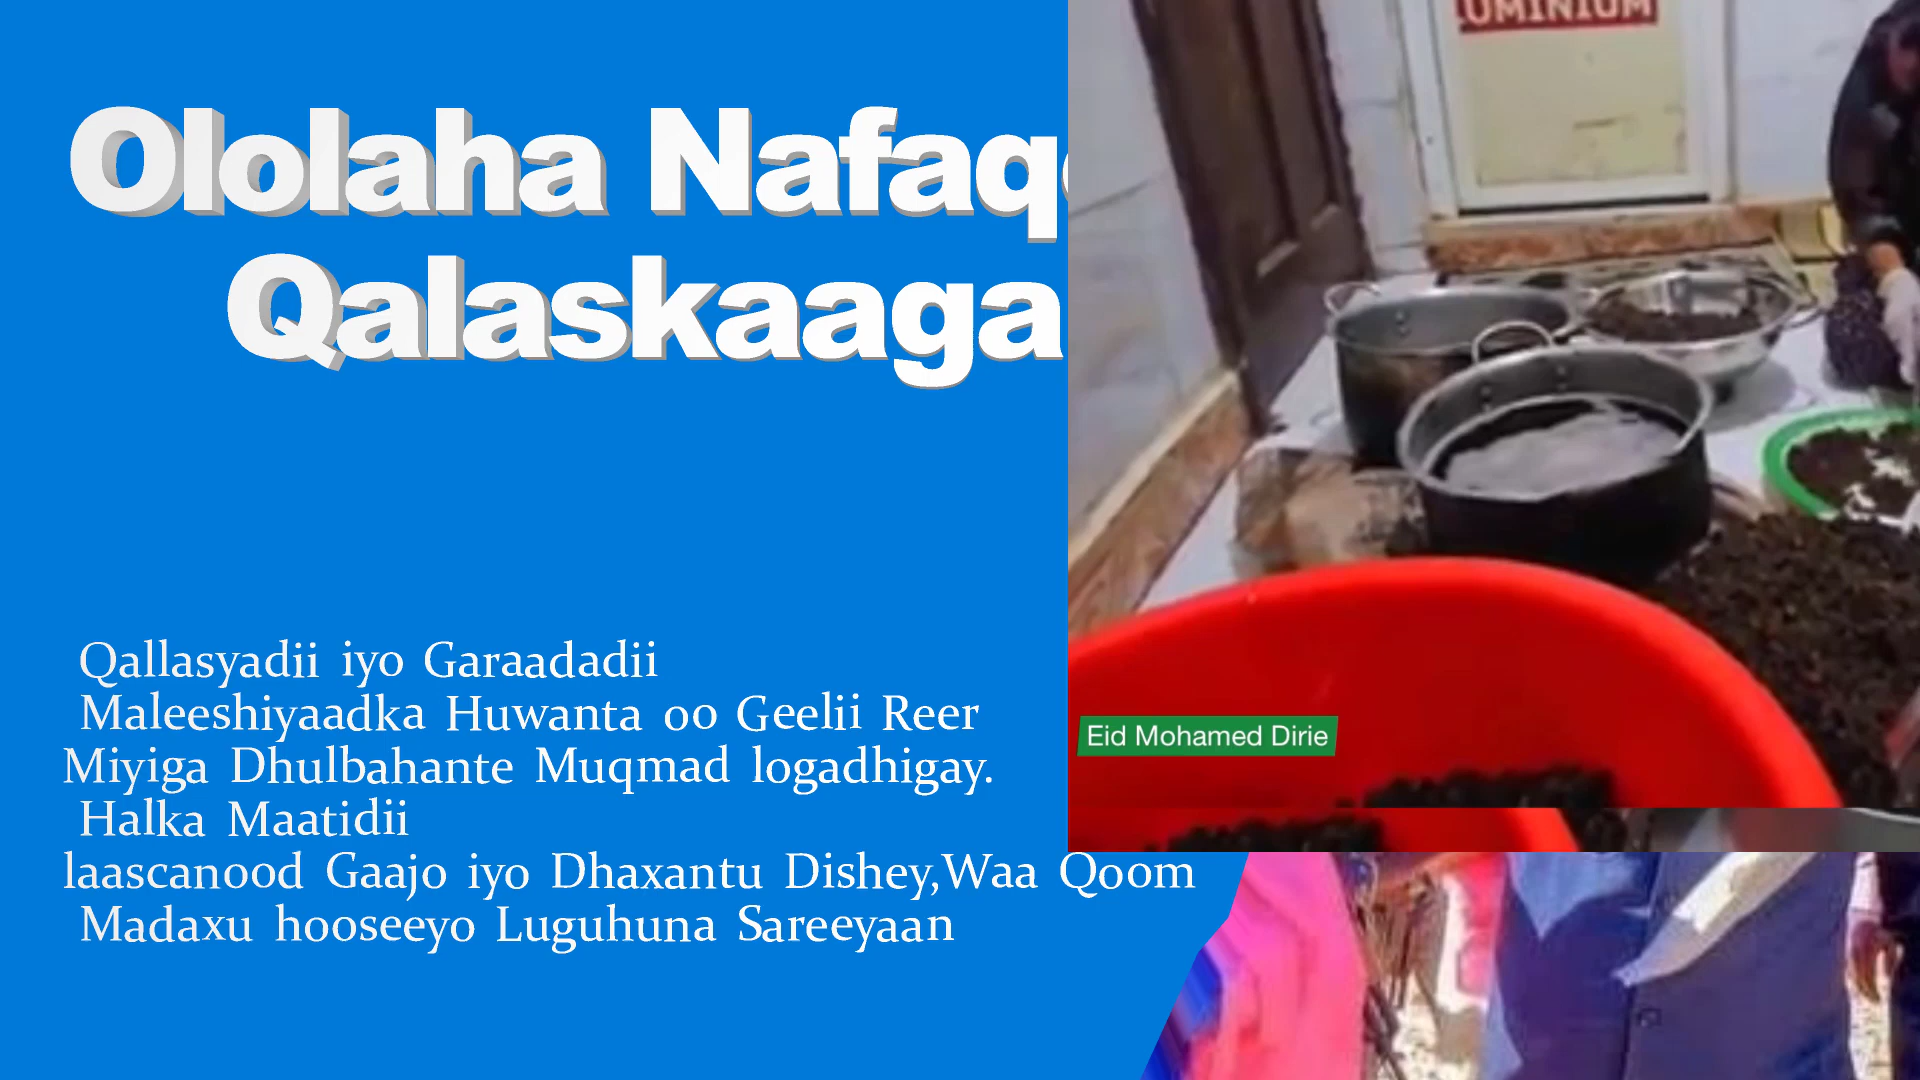 Ololaha
Qalaskaaga
Qallasyadii iyo Garaadadii
Maleeshiyaadka Huwanta oo Geelii Reer
Miyiga Dhulbahante Muqmad logadhigay.
Halka Maatidii
laascanood Gaajo iyo Dhaxantu Dishey,Waa Qoom
Madaxu hooseeyo Luguhuna Sareeyaan
Eid Mohamed Dirie